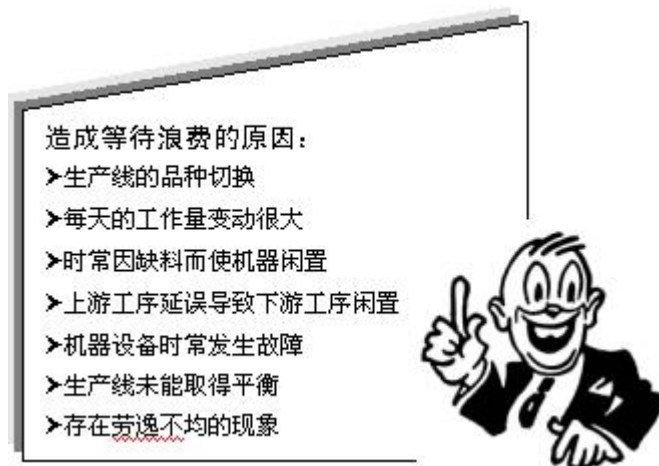 造成等待浪费的原因：
➤生产线的品种切换
➤每天的工作量变动很大
➤时常因缺料而使机器闲置
➤上游工序延误导致下游工序闲置
➤机器设备时常发生故障
➤生产线未能取得平衡
➤存在劳逸不均的现象